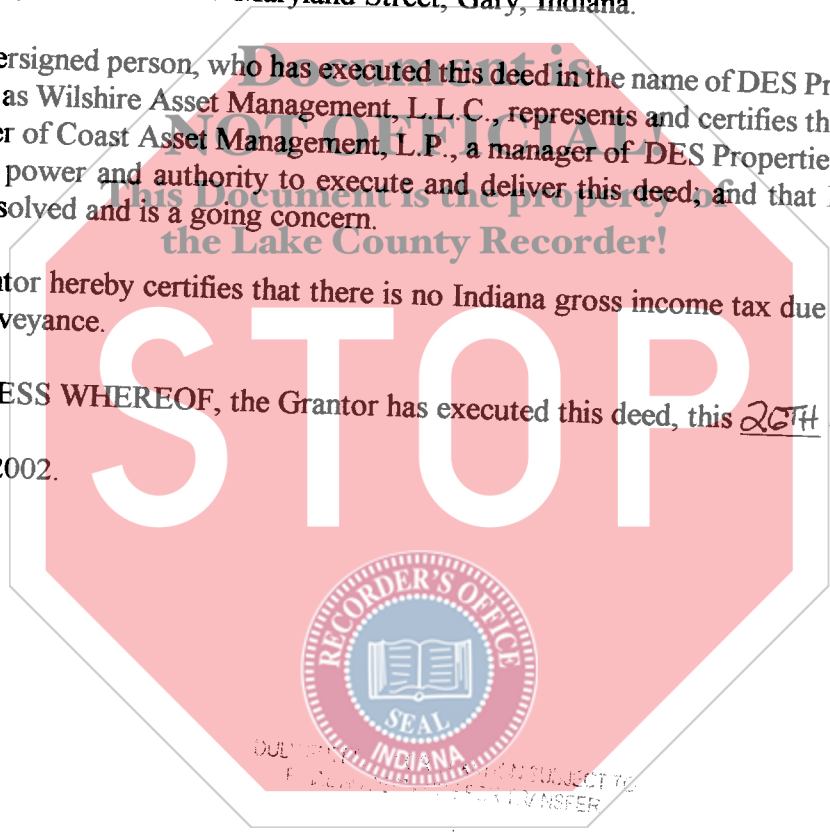 Maryland Street, Gary, Indiana.
ersigned person, who has executed this deed in the name of DES Pr
as Wilshire Asset Management, L.L.C., represents and certifies th
er of Coast Asset Management, L.P., a manager of DES Propertie
power and authority to execute and deliver this deed; and that
solved and is a going concern.
ntor hereby certifies that there is no Indiana gross income tax due
veyance.
ESS WHEREOF, the Grantor has executed this deed, this 26TH
2002.
Document is
NOT OFFICIAL!
This Document is the property of
the Lake County Recorder!
STOP
RECORDER'S OFFICE
SEAL
INDIANA
SUBJECT TO
TRANSFER